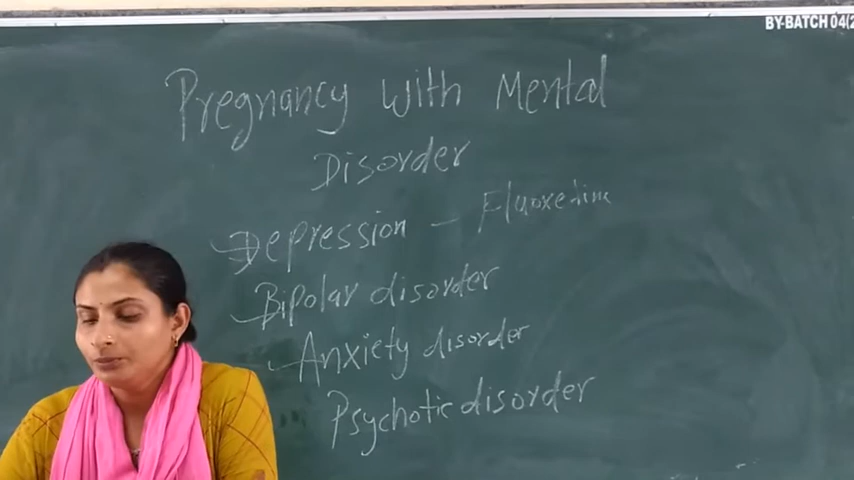 BY-BATCH 04(2
Pregnancy with Mental
Disorder
Depression - Fluoxetine
Bipolar disorder
Anxiety disorder
Psychotic disorder